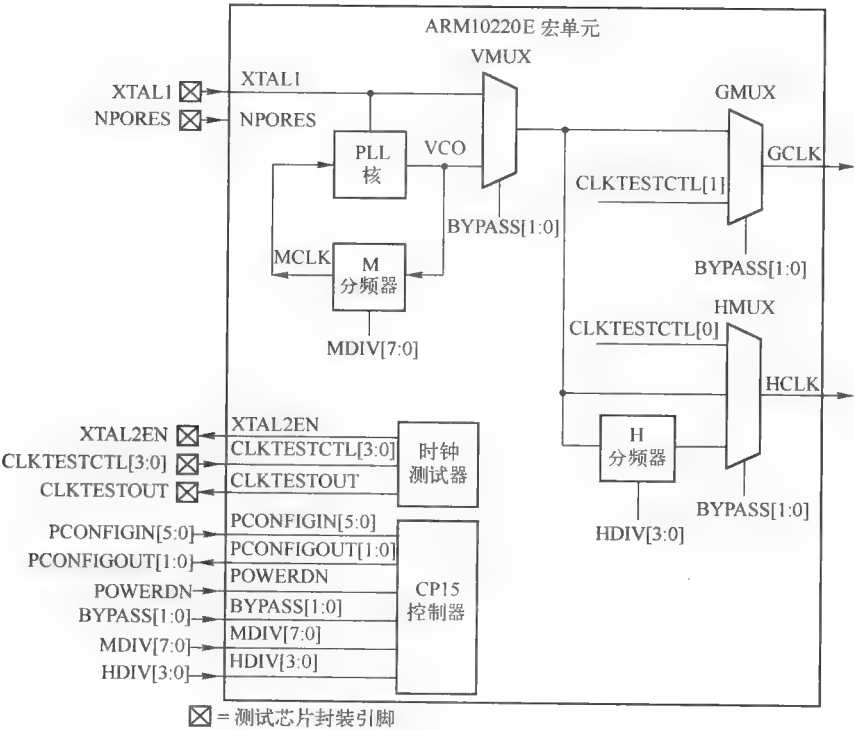 ARM10220E 宏单元
VMUX
XTAL1
XTAL1
NPORES
NPORES
PLL
核
VCO
GMUX
GCLK
CLKTESTCTL[1]
BYPASS[1:0]
BYPASS[1:0]
MCLK
M
分频器
MDIV[7:0]
HMUX
CLKTESTCTL[0]
HCLK
H
分频器
HDIV[3:0]
BYPASS[1:0]
XTAL2EN
XTAL2EN
CLKTESTCTL[3:0]
CLKTESTCTL[3:0]
CLKTESTOUT
CLKTESTOUT
时钟
测试器
PCONFIGIN[5:0]
PCONFIGIN[5:0]
PCONFIGOUT[1:0]
PCONFIGOUT[1:0]
POWERDN
POWERDN
BYPASS[1:0]
BYPASS[1:0]
MDIV[7:0]
MDIV[7:0]
HDIV[3:0]
HDIV[3:0]
CP15
控制器
= 测试芯片封装引脚